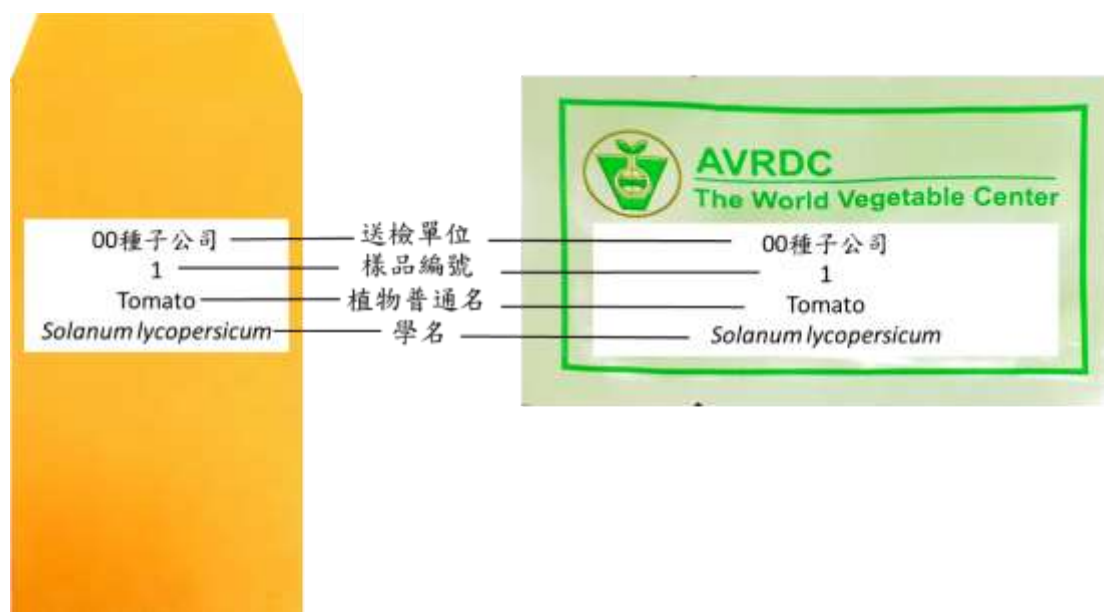 00種子公司
1
Tomato
Solanum lycopersicum
送檢單位
樣品編號
植物普通名
學名
AVRDC
The World Vegetable Center
00種子公司
1
Tomato
Solanum lycopersicum